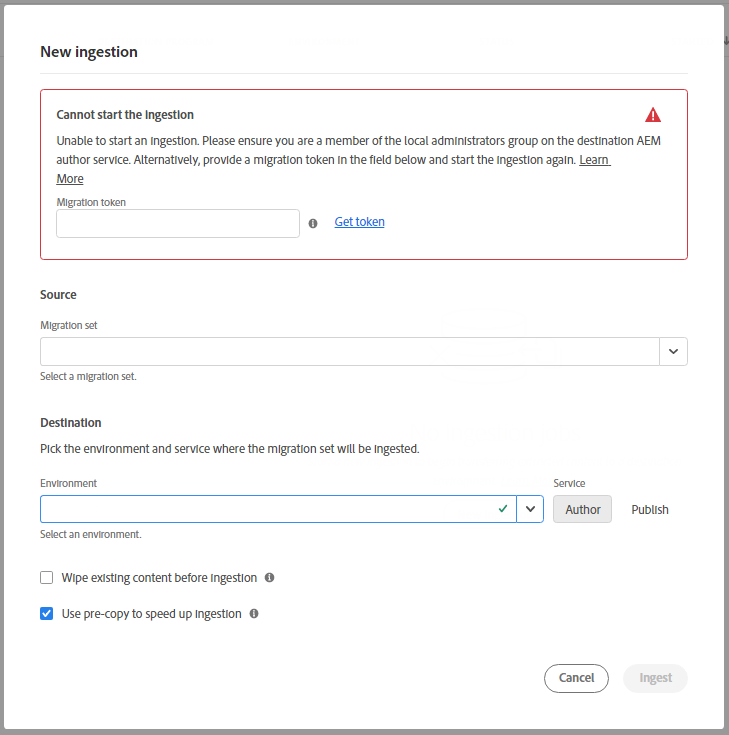 New ingestion
Cannot start the ingestion
Unable to start an ingestion. Please ensure you are a member of the local administrators group on the destination AEM
author service. Alternatively, provide a migration token in the field below and start the ingestion again. Learn
More
Migration token
Get token
Source
Migration set
Select a migration set.
Destination
Pick the environment and service where the migration set will be ingested.
Environment
Service
Author
Publish
Select an environment.
Wipe existing content before ingestion
Use pre-copy to speed up ingestion
Cancel
Ingest